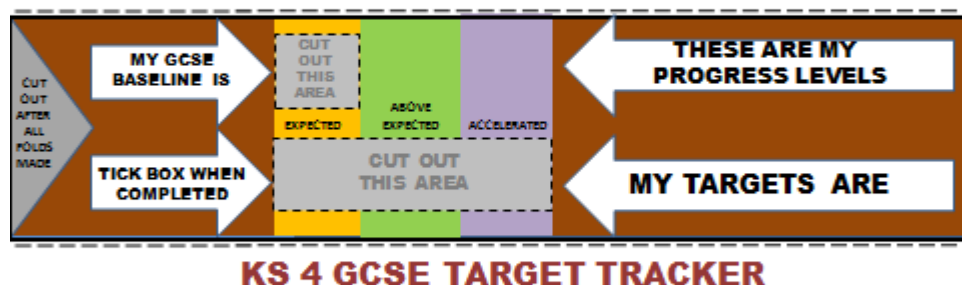 CUT
OUT
AFTER
ALL
FOLDS
MADE
MY GCSE
BASELINE IS
CUT
OUT
THIS
AREA
THESE ARE MY
PROGRESS LEVELS
EXPECTED
ABOVE
EXPECTED
ACCELERATED
TICK BOX WHEN
COMPLETED
CUT OUT
THIS AREA
MY TARGETS ARE
KS 4 GCSE TARGET TRACKER